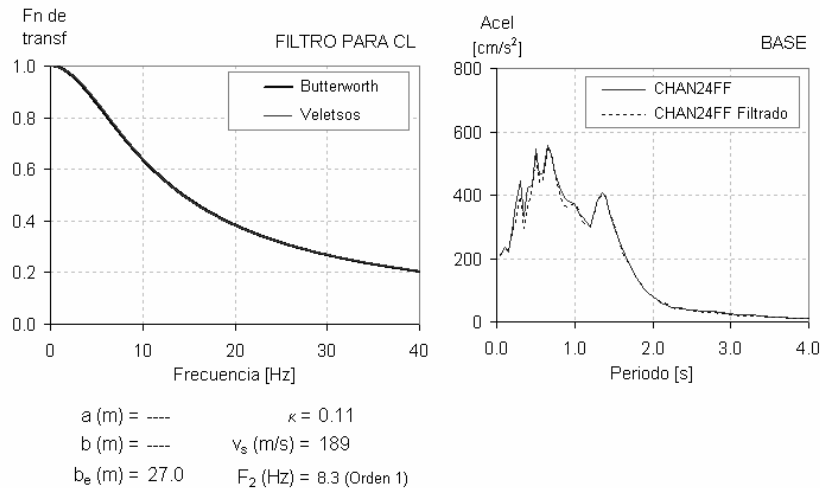 Fn de
transf
FILTRO PARA CL
Butterworth
Veletsos
1.0
0.8
0.6
0.4
0.2
0.0
0
10
20
30
40
Frecuencia [Hz]
Acel
[cm/s²]
BASE
CHAN24FF
CHAN24FF Filtrado
800
600
400
200
0
0.0
1.0
2.0
3.0
4.0
Periodo [s]
a (m) = ----
κ = 0.11
b (m) = ----
vs (m/s) = 189
be (m) = 27.0
F2 (Hz) = 8.3 (Orden 1)